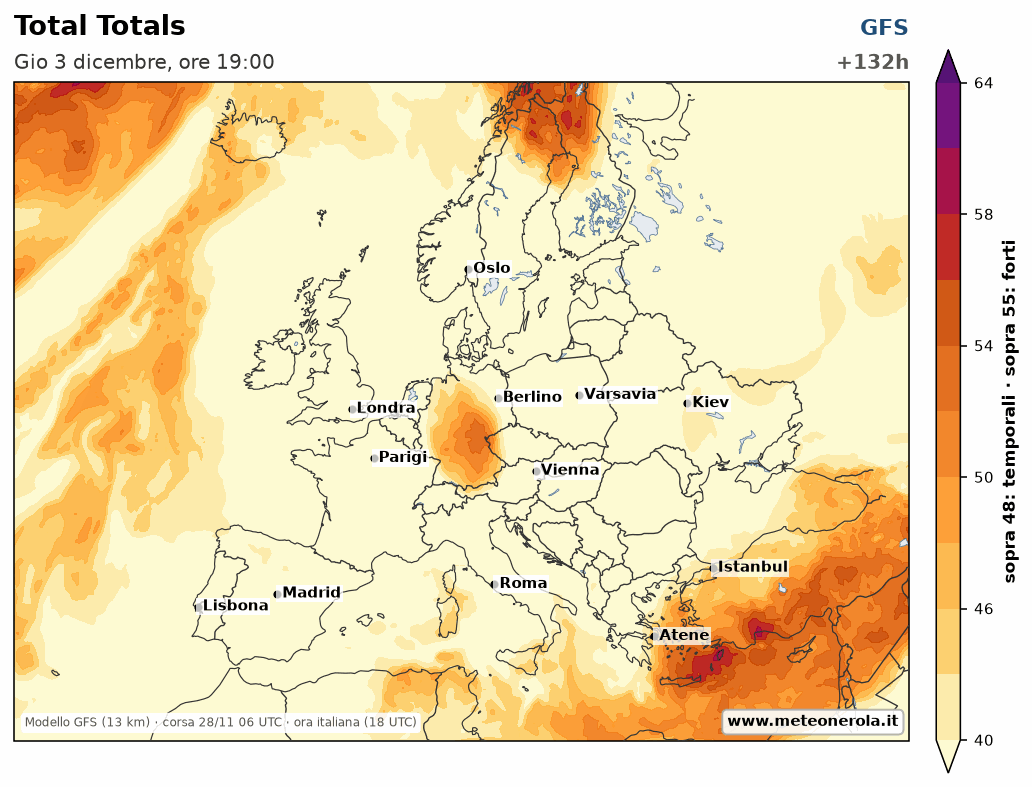 Total Totals
GFS
Gio 3 dicembre, ore 19:00
+132h
64
58
54
50
46
40
sopra 48: temporali · sopra 55: forti
Oslo
Berlino
Varsavia
Kiev
Londra
Parigi
Vienna
Istanbul
Roma
Madrid
Lisbona
Atene
Modello GFS (13 km) · corsa 28/11 06 UTC · ora italiana (18 UTC)
www.meteonerola.it